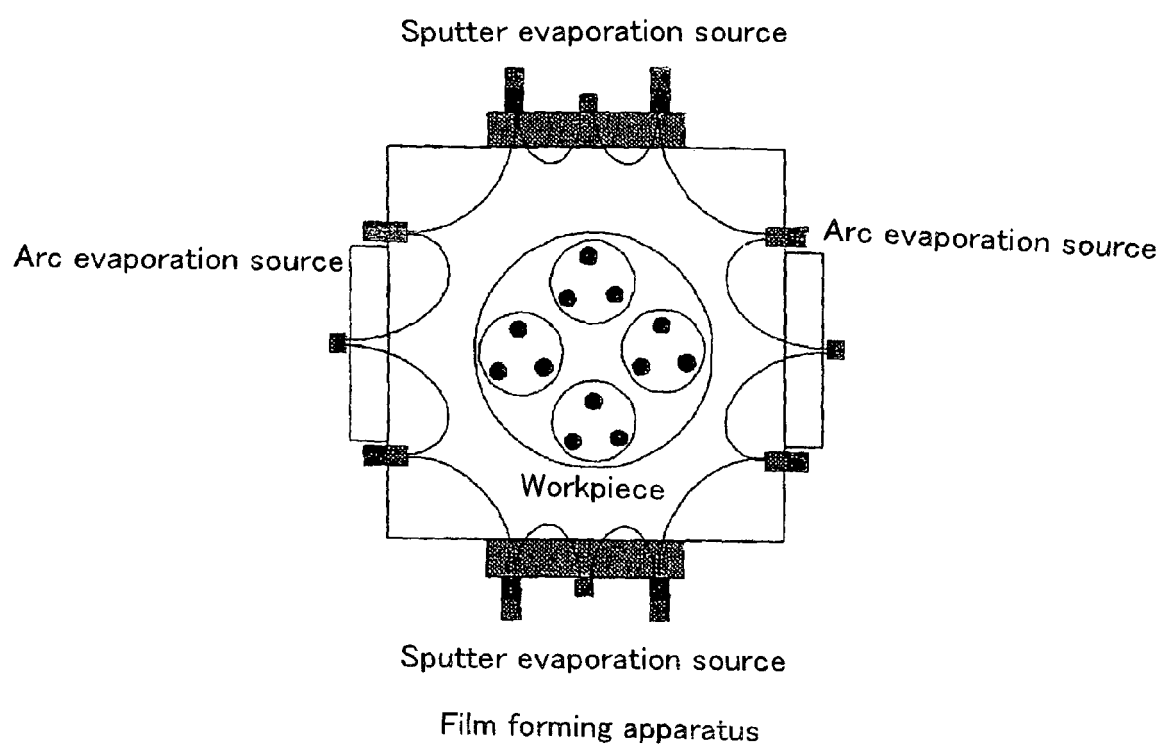 Sputter evaporation source
Arc evaporation source
Arc evaporation source
Workpiece
Sputter evaporation source
Film forming apparatus